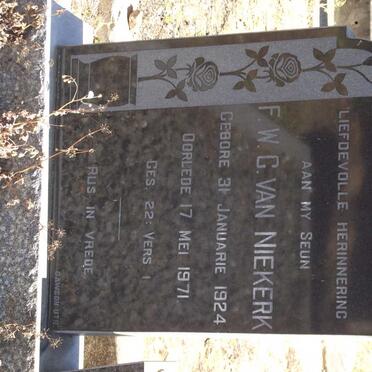 LIEFDEVOLLE HERINNERING
AAN MY SEUN
F.W.G. VAN NIEKERK
GEBORE 31 JANUARIE 1924
OORLEDE 17 MEI 1971
GES. 22: VERS 1
RUS IN VREDE